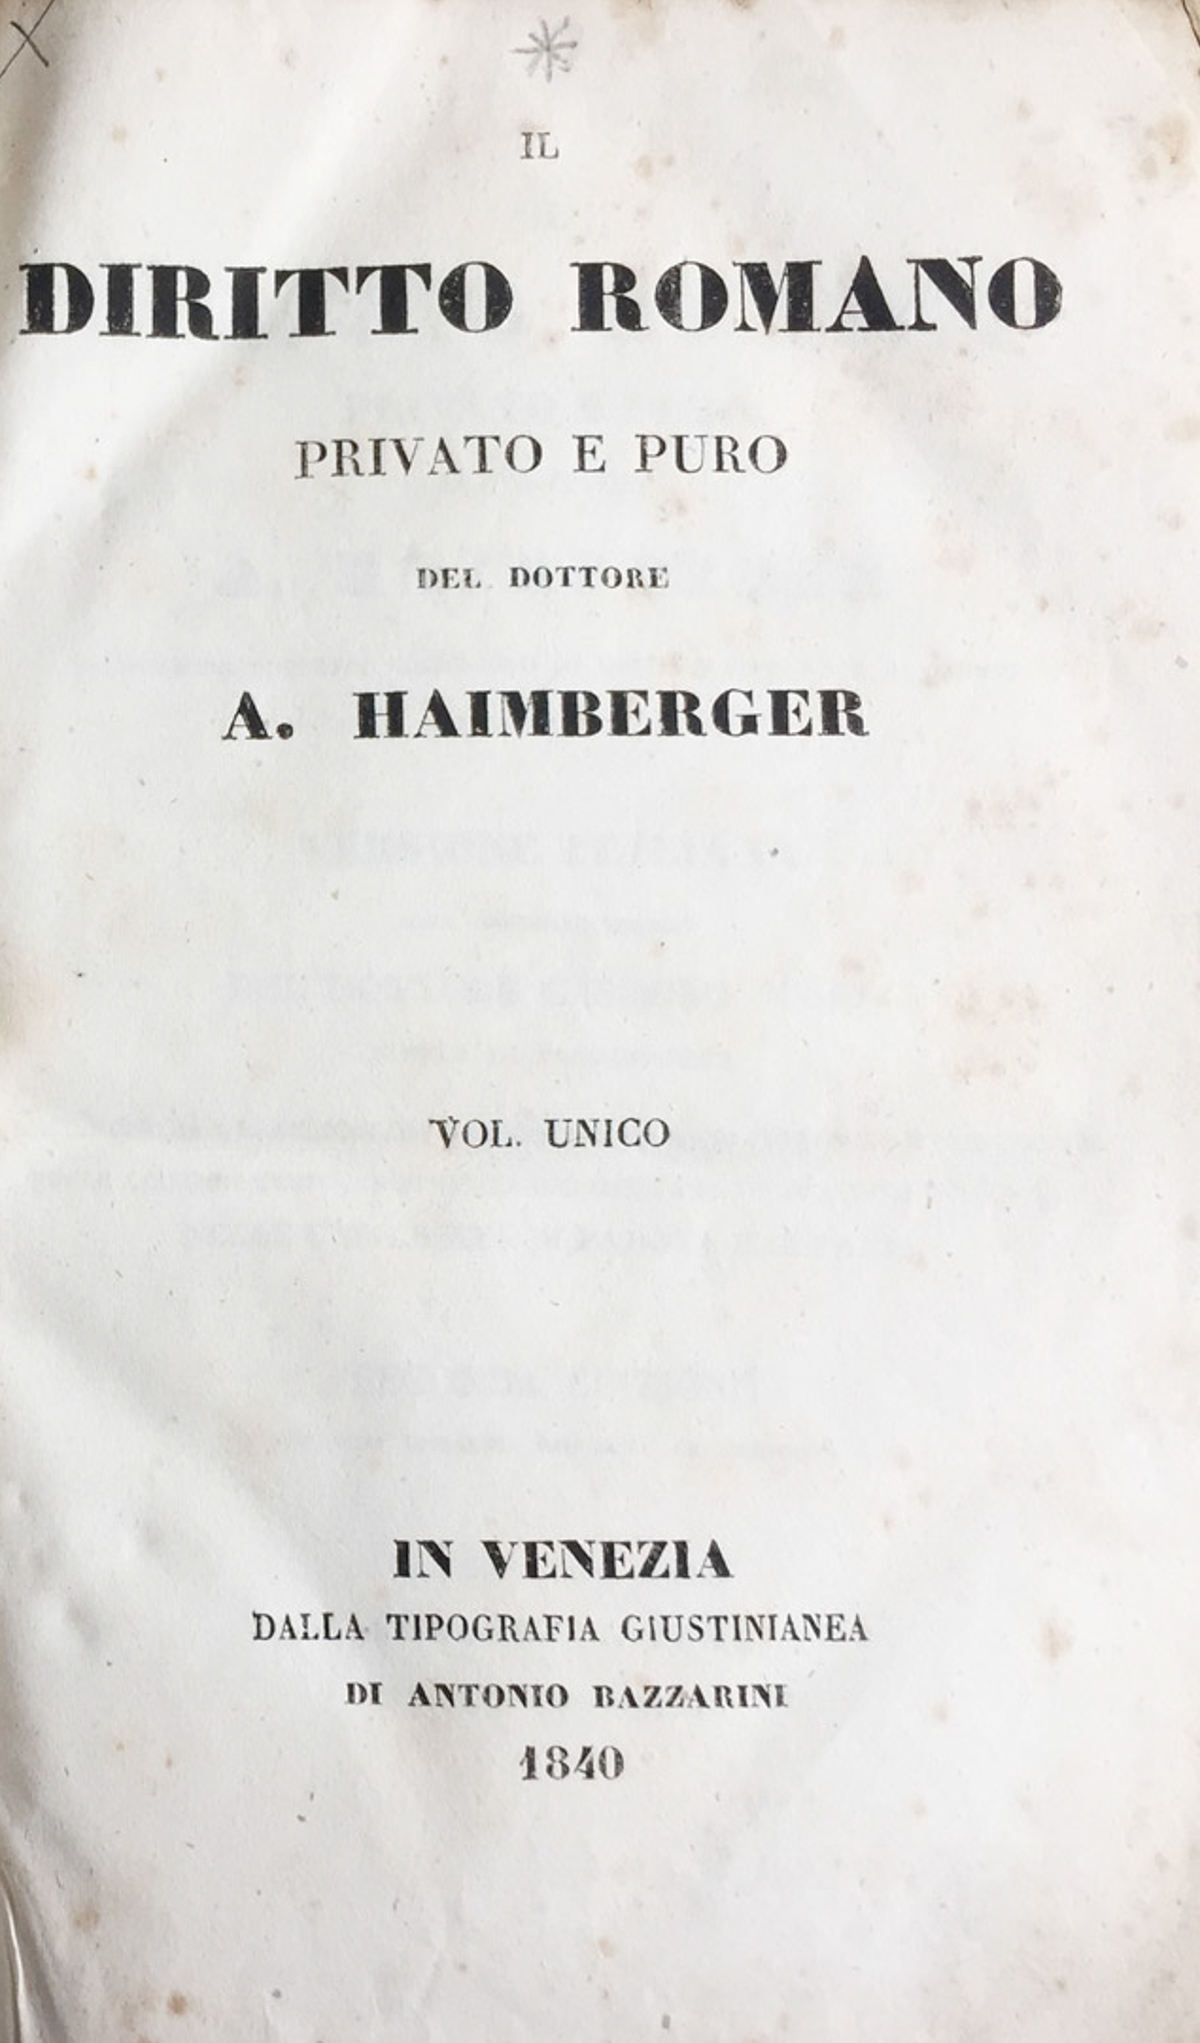 IL
DIRITTO ROMANO
PRIVATO E PURO
DEL DOTTORE
A. HAIMBERGER
VOL. UNICO
IN VENEZIA
DALLA TIPOGRAFIA GIUSTINIANEA
DI ANTONIO BAZZARINI
1840